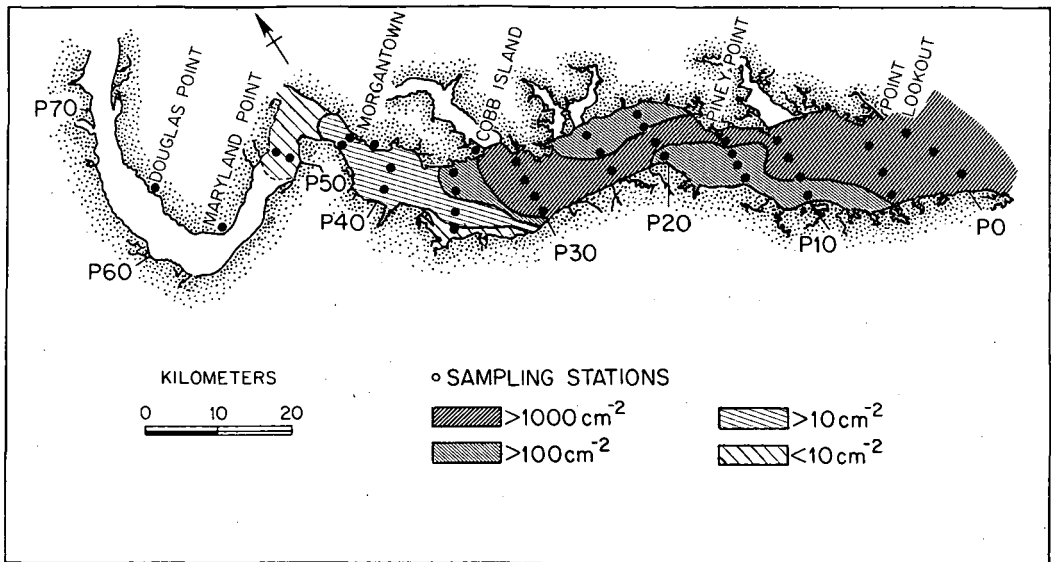 P70
DOUGLAS POINT
MARYLAND POINT
MORGANTOWN
COBB ISLAND
PINEY POINT
POINT LOOKOUT
P60
P50
P40
P30
P20
P10
P0
KILOMETERS
0 10 20
SAMPLING STATIONS
>1000 cm⁻²
>100 cm⁻²
>10 cm⁻²
<10 cm⁻²